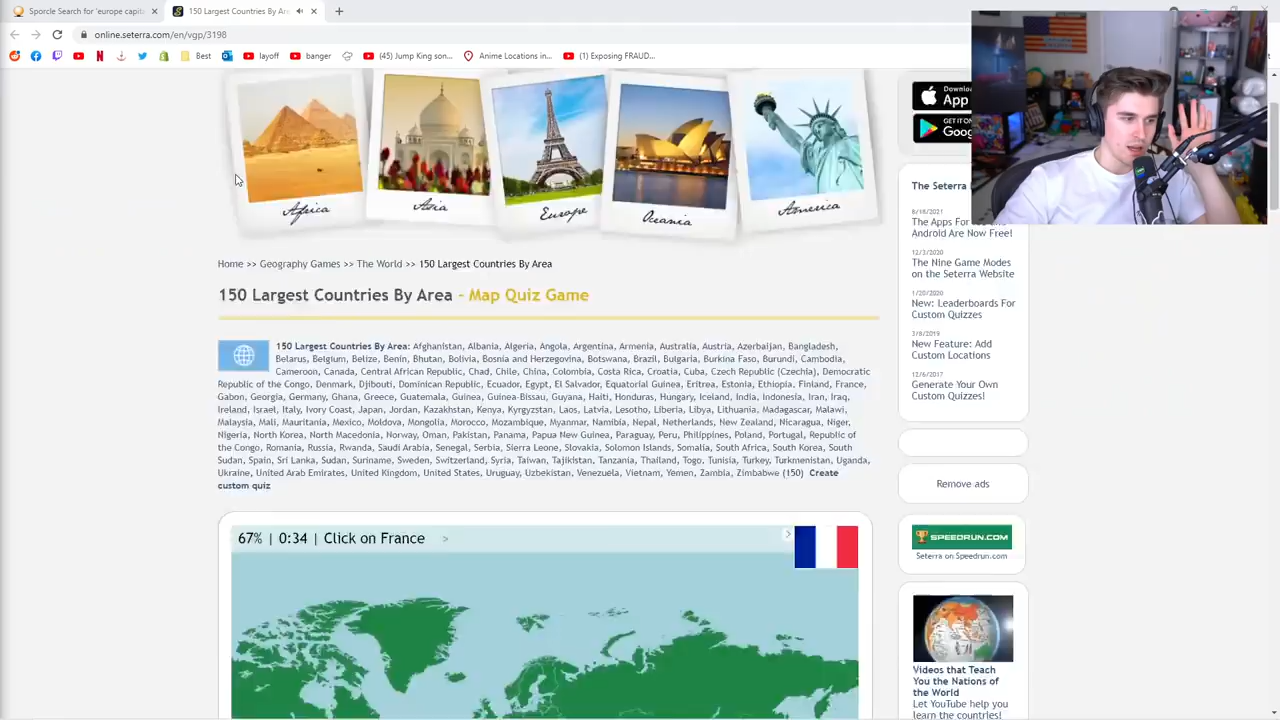 Sporcle Search for 'europe capit
150 Largest Countries By Are
online.seterra.com/en/vgp/3198
Best
layoff
banger
(45) Jump King son...
Anime Locations in...
(1) Exposing FRAUD...
Africa
Asia
Europe
Oceania
America
Downlo
App
GET IT ON
Goog
Home >> Geography Games >> The World >> 150 Largest Countries By Area
150 Largest Countries By Area - Map Quiz Game
150 Largest Countries By Area: Afghanistan, Albania, Algeria, Angola, Argentina, Armenia, Australia, Austria, Azerbaijan, Bangladesh,
Belarus, Belgium, Belize, Benin, Bhutan, Bolivia, Bosnia and Herzegovina, Botswana, Brazil, Bulgaria, Burkina Faso, Burundi, Cambodia,
Cameroon, Canada, Central African Republic, Chad, Chile, China, Colombia, Costa Rica, Croatia, Cuba, Czech Republic (Czechia), Democratic
Republic of the Congo, Denmark, Djibouti, Dominican Republic, Ecuador, Egypt, El Salvador, Equatorial Guinea, Eritrea, Estonia, Ethiopia, Finland, France,
Gabon, Georgia, Germany, Ghana, Greece, Guatemala, Guinea, Guinea-Bissau, Guyana, Haiti, Honduras, Hungary, Iceland, India, Indonesia, Iran, Iraq,
Ireland, Israel, Italy, Ivory Coast, Japan, Jordan, Kazakhstan, Kenya, Kyrgyzstan, Laos, Latvia, Lesotho, Liberia, Libya, Lithuania, Madagascar, Malawi,
Malaysia, Mali, Mauritania, Mexico, Moldova, Mongolia, Morocco, Mozambique, Myanmar, Namibia, Nepal, Netherlands, New Zealand, Nicaragua, Niger,
Nigeria, North Korea, North Macedonia, Norway, Oman, Pakistan, Panama, Papua New Guinea, Paraguay, Peru, Philippines, Poland, Portugal, Republic of
the Congo, Romania, Russia, Rwanda, Saudi Arabia, Senegal, Serbia, Sierra Leone, Slovakia, Solomon Islands, Somalia, South Africa, South Korea, South
Sudan, Spain, Sri Lanka, Sudan, Suriname, Sweden, Switzerland, Syria, Taiwan, Tajikistan, Tanzania, Thailand, Togo, Tunisia, Turkey, Turkmenistan, Uganda,
Ukraine, United Arab Emirates, United Kingdom, United States, Uruguay, Uzbekistan, Venezuela, Vietnam, Yemen, Zambia, Zimbabwe (150) Create
custom quiz
67% | 0:34 | Click on France >
The Seterra
8/18/2021
The Apps For
Android Are Now Free!
12/3/2020
The Nine Game Modes
on the Seterra Website
1/20/2020
New: Leaderboards For
Custom Quizzes
3/8/2019
New Feature: Add
Custom Locations
12/6/2017
Generate Your Own
Custom Quizzes!
Remove ads
SPEEDRUN.COM
Seterra on Speedrun.com
Videos that Teach
You the Nations of
the World
Let YouTube help you
learn the countries!